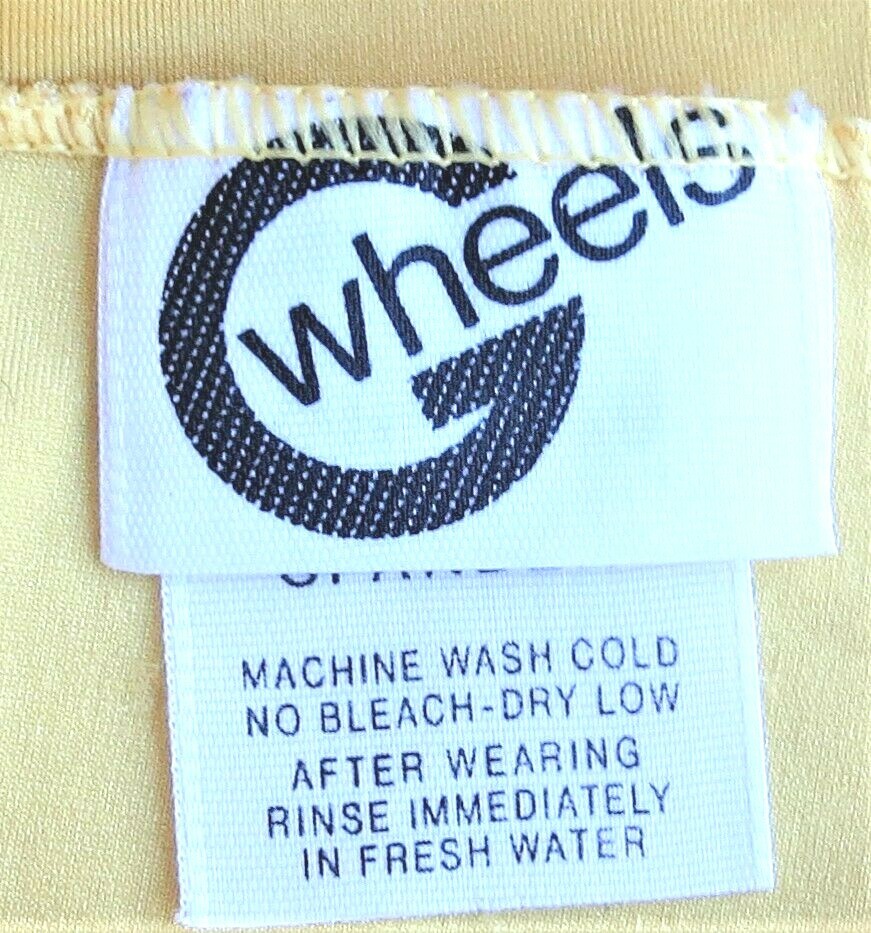 G
wheels
MACHINE WASH COLD
NO BLEACH-DRY LOW
AFTER WEARING
RINSE IMMEDIATELY
IN FRESH WATER